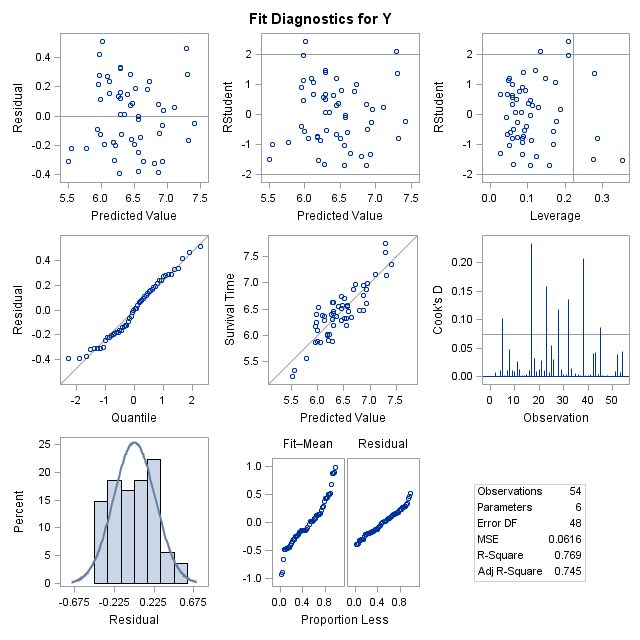 Fit Diagnostics for Y
Residual
0.4
0.2
0.0
-0.2
-0.4
5.5 6.0 6.5 7.0 7.5
Predicted Value
RStudent
2
1
0
-1
-2
5.5 6.0 6.5 7.0 7.5
Predicted Value
RStudent
2
1
0
-1
-2
0.0 0.1 0.2 0.3
Leverage
Residual
0.4
0.2
0.0
-0.2
-0.4
-2 -1 0 1 2
Quantile
Survival Time
7.5
7.0
6.5
6.0
5.5
5.5 6.0 6.5 7.0 7.5
Predicted Value
Cook's D
0.20
0.15
0.10
0.05
0.00
0 10 20 30 40 50
Observation
Percent
25
20
15
10
5
0
-0.675 -0.225 0.225 0.675
Residual
Fit–Mean Residual
1.0
0.5
0.0
-0.5
-1.0
0.0 0.4 0.8 0.0 0.4 0.8
Proportion Less
Observations 54
Parameters 6
Error DF 48
MSE 0.0616
R-Square 0.769
Adj R-Square 0.745